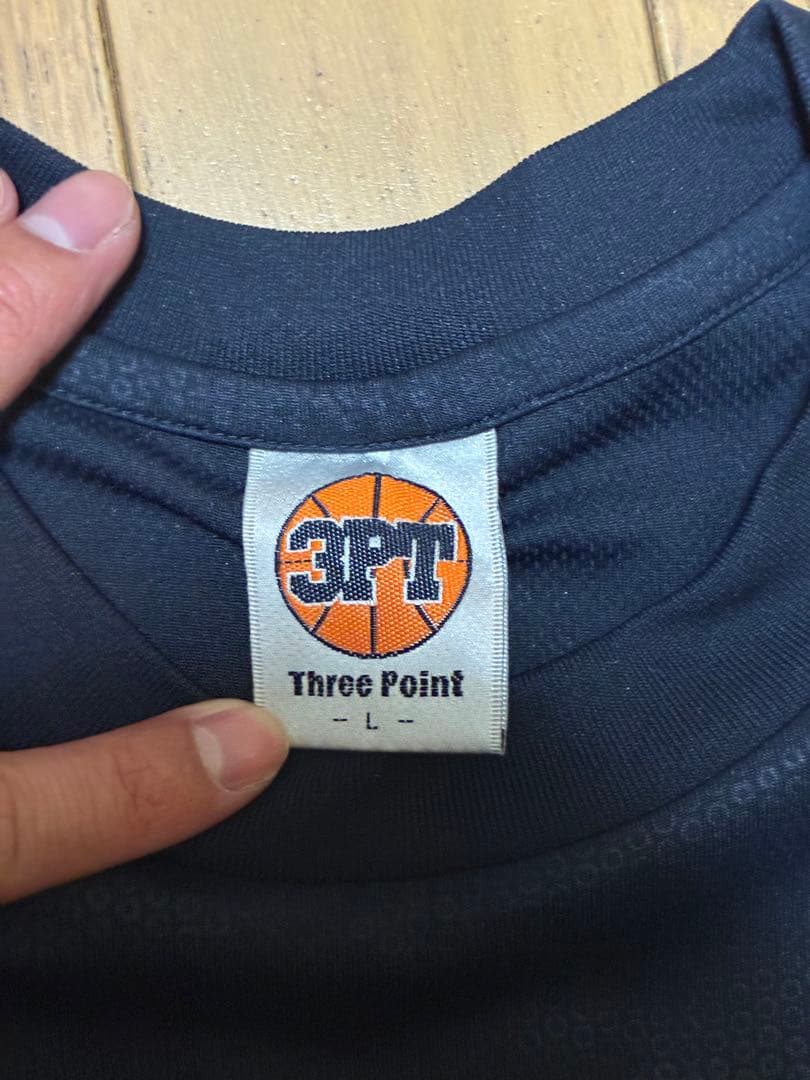 3PT
Three Point
-- L --